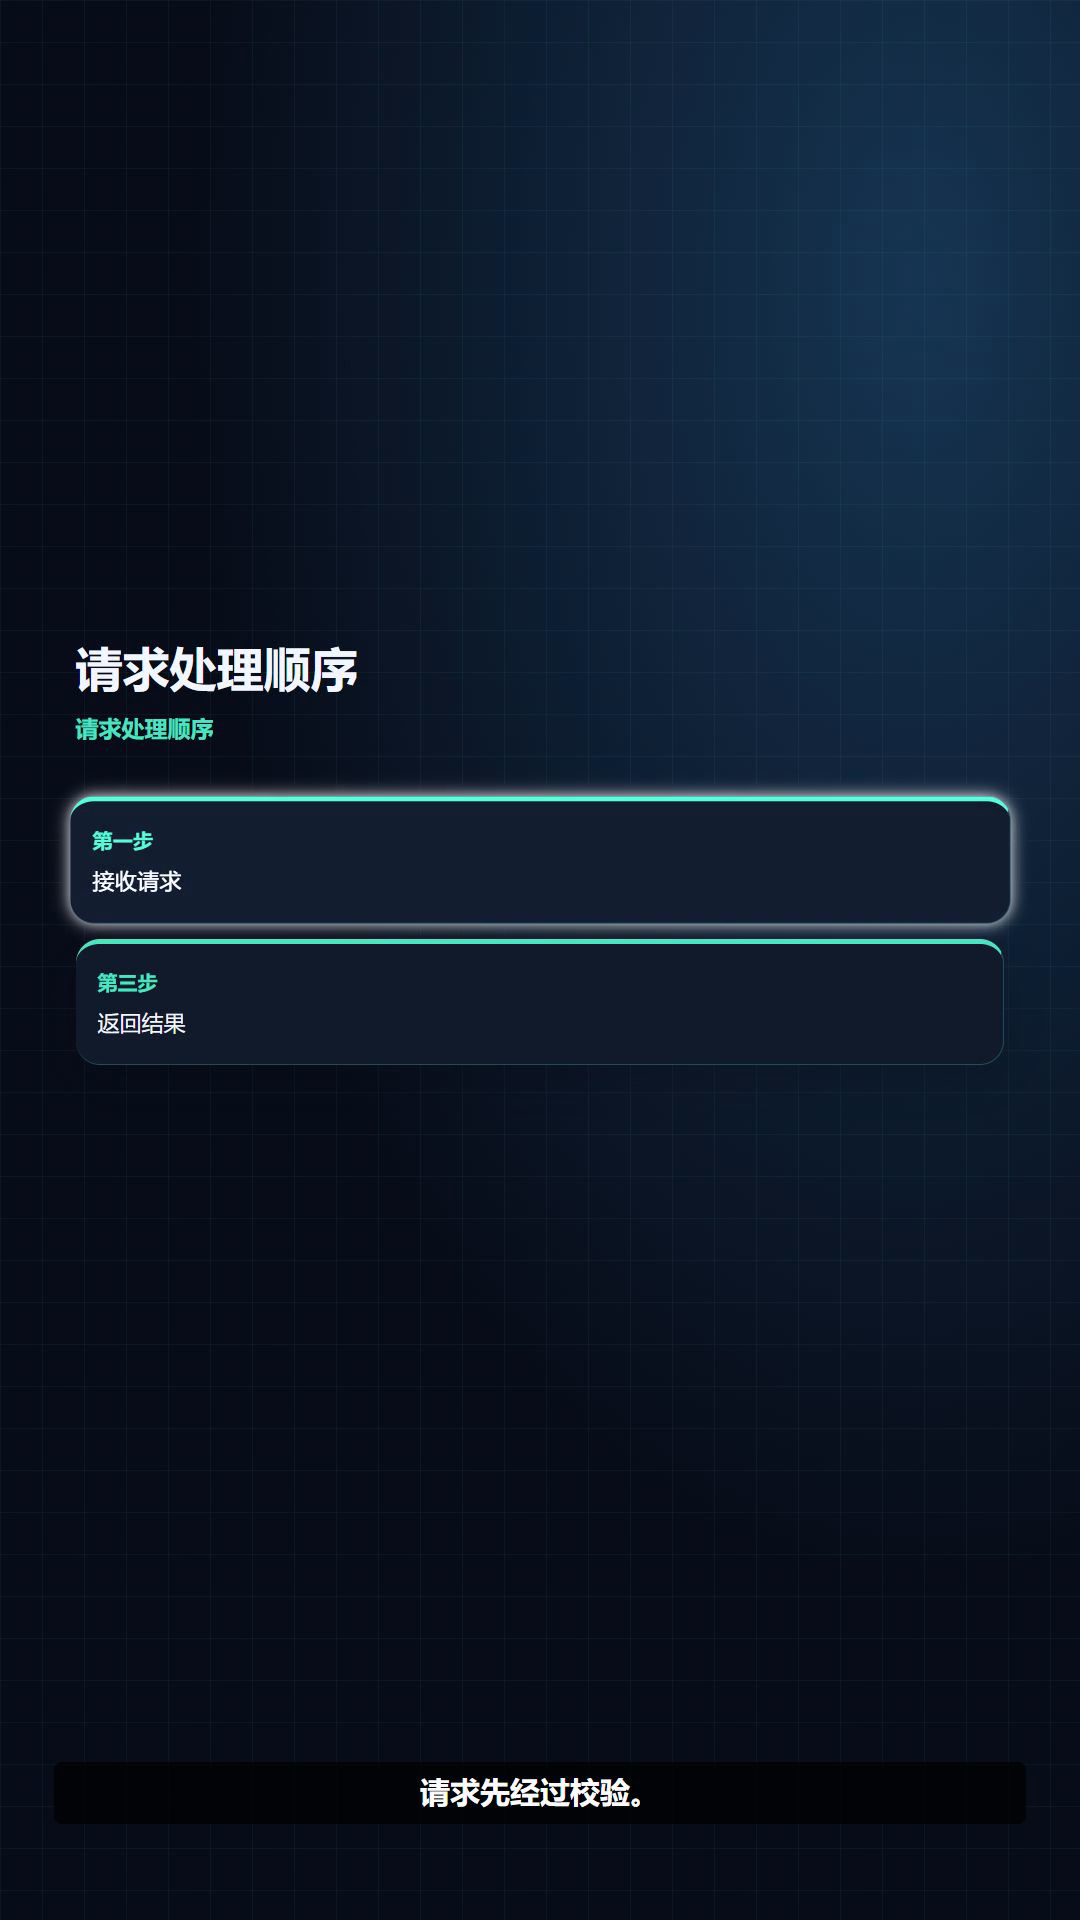 请求处理顺序
请求处理顺序
第一步
接收请求
第三步
返回结果
请求先经过校验。